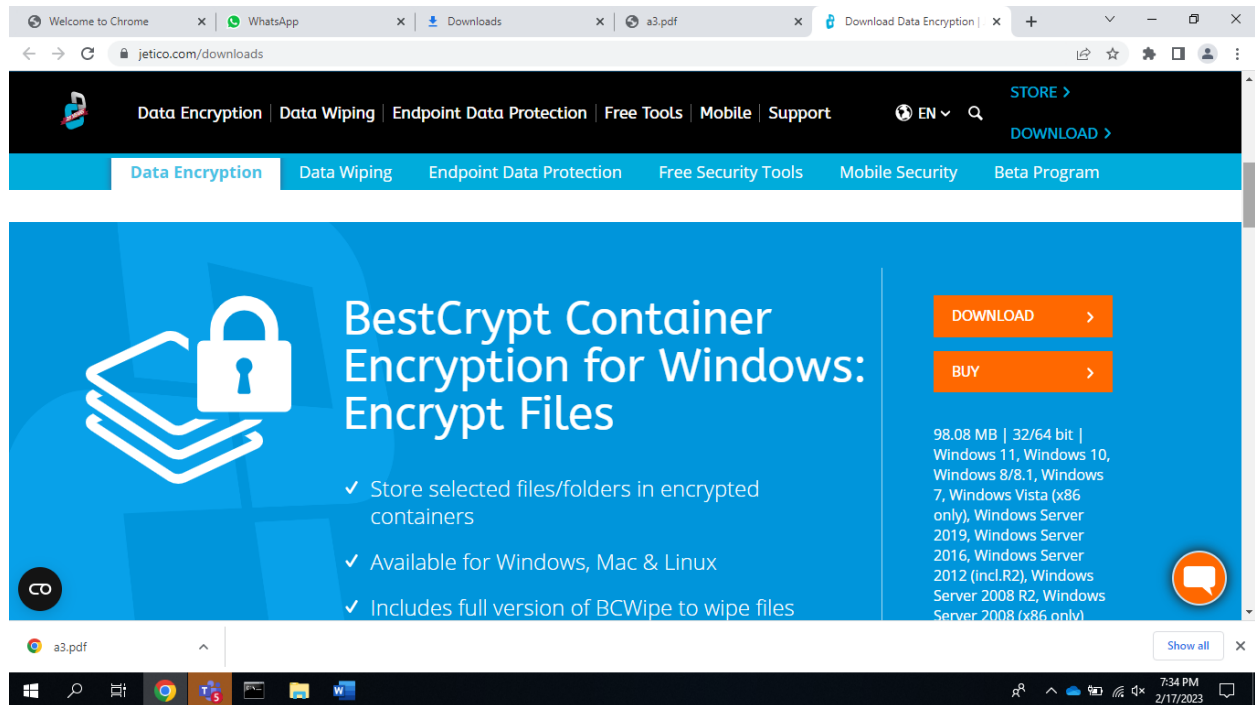 Welcome to Chrome
WhatsApp
Downloads
a3.pdf
Download Data Encryption |
jetico.com/downloads
Data Encryption | Data Wiping | Endpoint Data Protection | Free Tools | Mobile | Support
EN
STORE >
DOWNLOAD >
Data Encryption Data Wiping Endpoint Data Protection Free Security Tools Mobile Security Beta Program
BestCrypt Container
Encryption for Windows:
Encrypt Files
✓ Store selected files/folders in encrypted
containers
✓ Available for Windows, Mac & Linux
✓ Includes full version of BCWipe to wipe files
DOWNLOAD >
BUY >
98.08 MB | 32/64 bit |
Windows 11, Windows 10,
Windows 8/8.1, Windows
7, Windows Vista (x86
only), Windows Server
2019, Windows Server
2016, Windows Server
2012 (incl.R2), Windows
Server 2008 R2, Windows
Server 2008 (x86 only)
a3.pdf
Show all
7:34 PM
2/17/2023